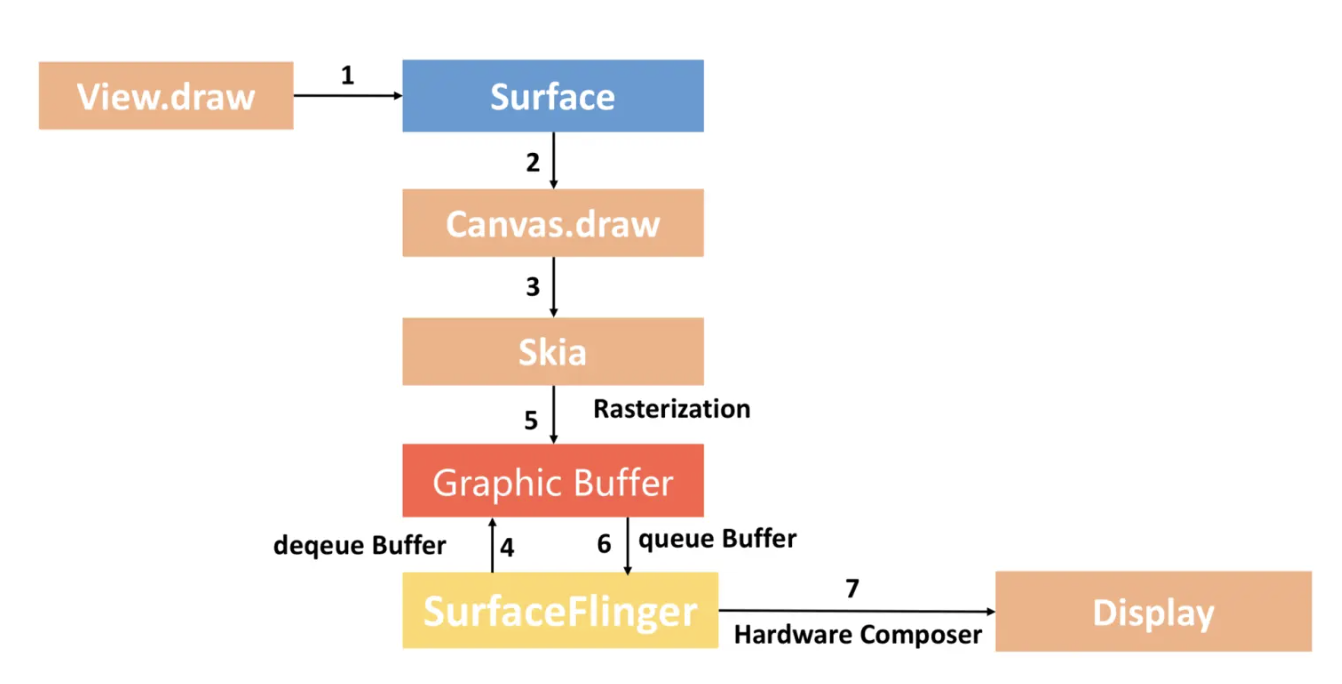 View.draw
1
Surface
2
Canvas.draw
3
Skia
5
Rasterization
Graphic Buffer
deqeue Buffer
4
6
queue Buffer
SurfaceFlinger
7
Hardware Composer
Display